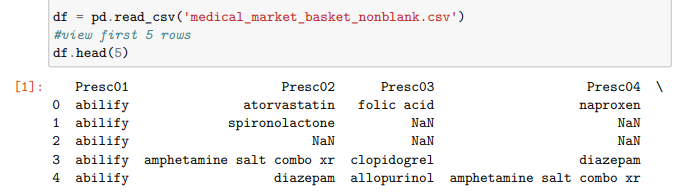 df = pd.read_csv('medical_market_basket_nonblank.csv')
#view first 5 rows
df.head(5)
[1]: Presc01 Presc02 Presc03 Presc04 \
0 abilify atorvastatin folic acid naproxen
1 abilify spironolactone NaN NaN
2 abilify NaN NaN NaN
3 abilify amphetamine salt combo xr clopidogrel diazepam
4 abilify diazepam allopurinol amphetamine salt combo xr